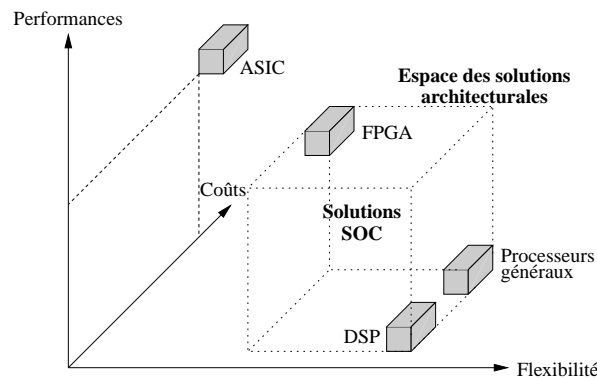 Performances
ASIC
Espace des solutions
architecturales
FPGA
Coûts
Solutions
SOC
Processeurs
généraux
DSP
Flexibilité